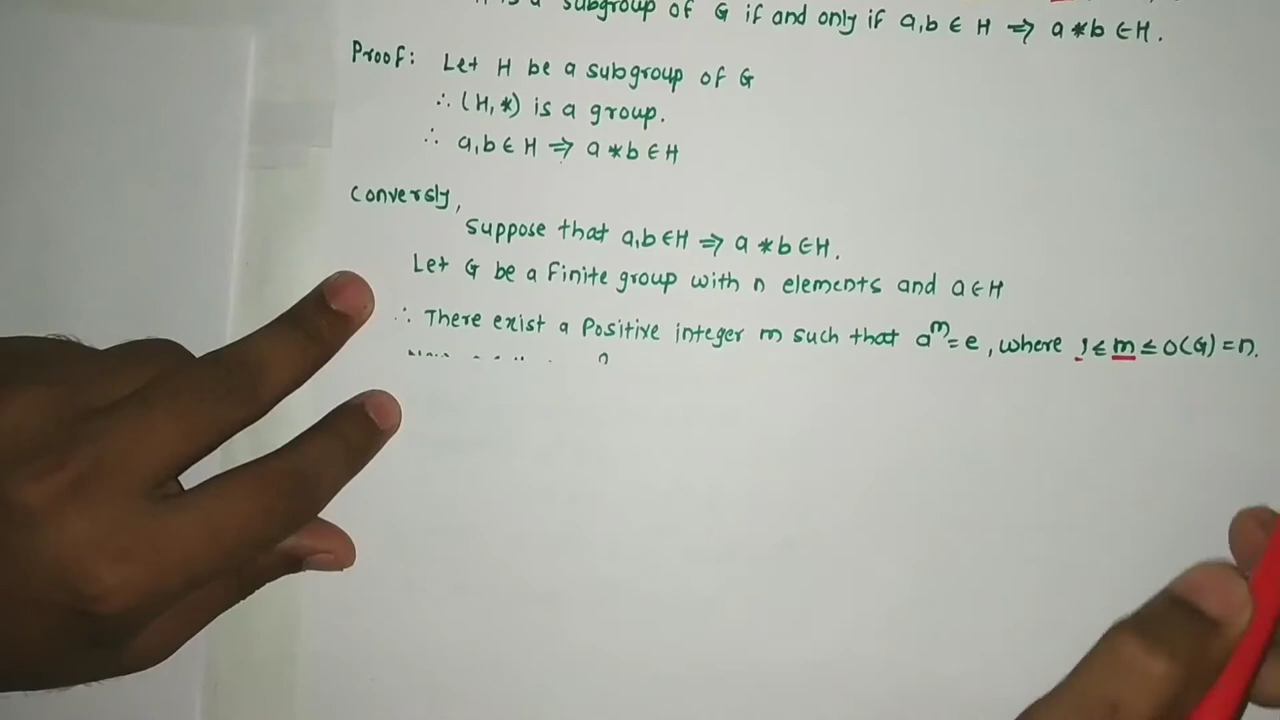 subgroup of G if and only if a,b ∈ H ⇒ a * b ∈ H.
Proof: Let H be a subgroup of G
∴ (H, *) is a group.
∴ a,b ∈ H ⇒ a * b ∈ H
Conversly,
Suppose that a,b ∈ H ⇒ a * b ∈ H.
Let G be a Finite group with n elements and a ∈ H
∴ There exist a Positive integer m such that aᵐ = e, where 1 ≤ m ≤ O(G) = n.